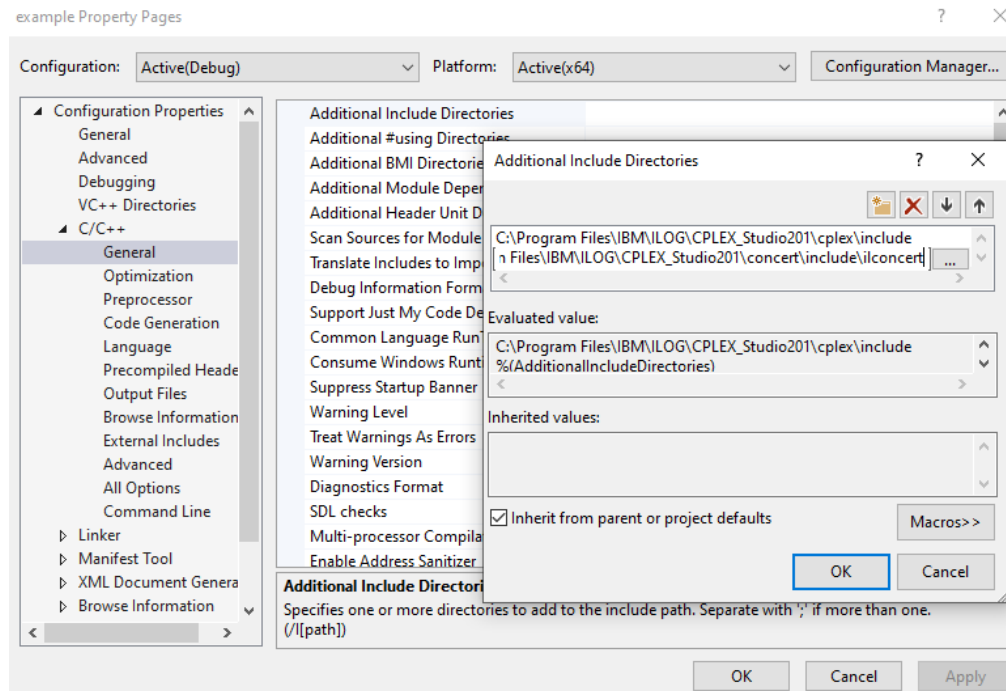 example Property Pages
Configuration: Active(Debug) Platform: Active(x64) Configuration Manager...
Configuration Properties
General
Advanced
Debugging
VC++ Directories
C/C++
General
Optimization
Preprocessor
Code Generation
Language
Precompiled Heade
Output Files
Browse Information
External Includes
Advanced
All Options
Command Line
Linker
Manifest Tool
XML Document Genera
Browse Information
Additional Include Directories
Additional #using Directories
Additional BMI Directorie
Additional Module Deper
Additional Header Unit D
Scan Sources for Module
Translate Includes to Impo
Debug Information Form
Support Just My Code De
Common Language RunT
Consume Windows Runti
Suppress Startup Banner
Warning Level
Treat Warnings As Errors
Warning Version
Diagnostics Format
SDL checks
Multi-processor Compila
Enable Address Sanitizer
Additional Include Directori
Specifies one or more directories to add to the include path. Separate with ';' if more than one.
(/I[path])
Additional Include Directories ?
C:\Program Files\IBM\ILOG\CPLEX_Studio201\cplex\include
n Files\IBM\ILOG\CPLEX_Studio201\concert\include\ilconcert ...
Evaluated value:
C:\Program Files\IBM\ILOG\CPLEX_Studio201\cplex\include
%(AdditionalIncludeDirectories)
Inherited values:
Inherit from parent or project defaults
Macros>>
OK Cancel
OK Cancel Apply